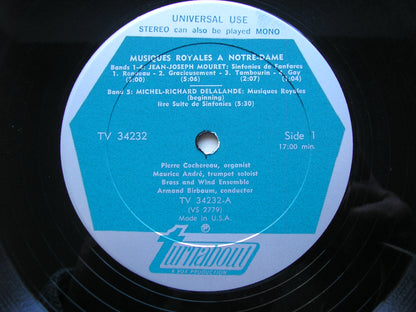 UNIVERSAL USE
STEREO can also be played MONO
MUSIQUES ROYALES A NOTRE-DAME
Bands 1-4: JEAN-JOSEPH MOURET: Sinfonies de Fanfares
1. Rondeau - 2. Gracieusement - 3. Tambourin - 4. Gay
(2:00) (5:06) (2:07) (2:04)
Band 5: MICHEL-RICHARD DELALANDE: Musiques Royales
(beginning)
1ère Suite de Sinfonies (5:30)
TV 34232
Side 1
17:00 min.
Pierre Cochereau, organist
Maurice André, trumpet soloist
Brass and Wind Ensemble
Armand Birbaum, conductor
TV 34232-A
(VS 2779)
Made in U.S.A.
℗
turnabout
A VOX PRODUCTION